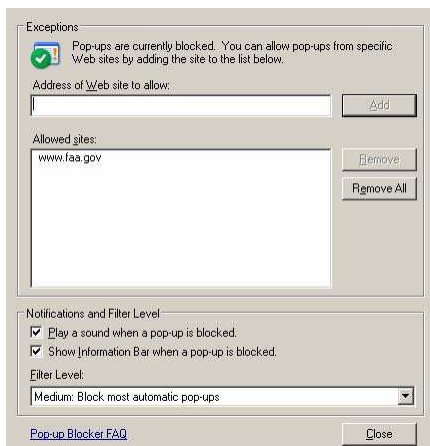 Exceptions
Pop-ups are currently blocked. You can allow pop-ups from specific
Web sites by adding the site to the list below.
Address of Web site to allow:
Add
Allowed sites:
www.faa.gov
Remove
Remove All
Notifications and Filter Level
Play a sound when a pop-up is blocked.
Show Information Bar when a pop-up is blocked.
Filter Level:
Medium: Block most automatic pop-ups
Pop-up Blocker FAQ
Close